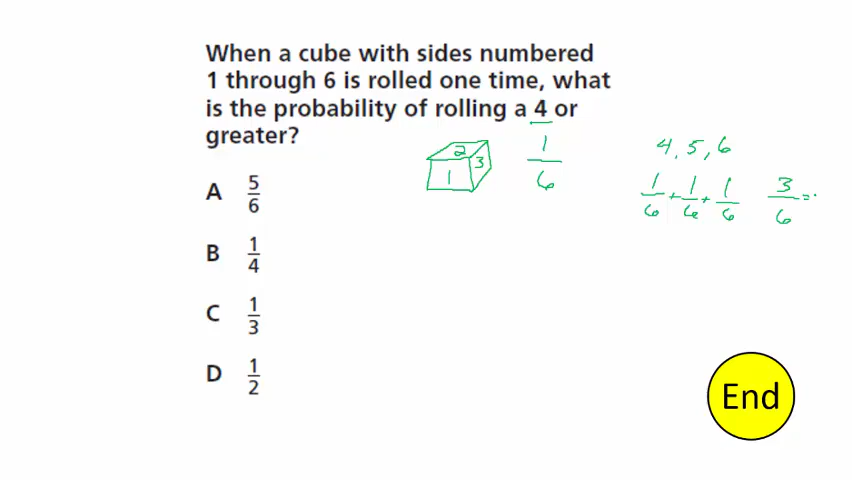 When a cube with sides numbered
1 through 6 is rolled one time, what
is the probability of rolling a 4 or
greater?
A 5/6
B 1/4
C 1/3
D 1/2
2
3
1
1/6
4, 5, 6
1/6 + 1/6 + 1/6 3/6 =
End